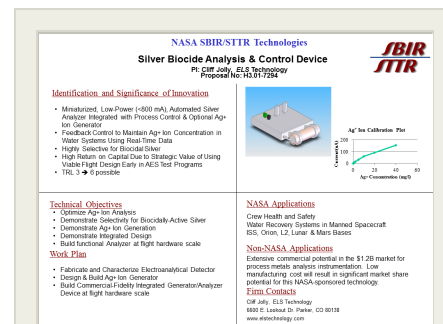 NASA SBIR/STTR Technologies
Silver Biocide Analysis & Control Device
PI: Cliff Jolly, ELS Technology
Proposal No: H3.01-7294
SBIR
STTR
Identification and Significance of Innovation
• Miniaturized, Low-Power (<800 mA), Automated Silver
Analyzer Integrated with Process Control & Optional Ag+
Ion Generator
• Feedback Control to Maintain Ag+ Ion Concentration in
Water Systems Using Real-Time Data
• Highly Selective for Biocidal Silver
• High Return on Capital Due to Strategic Value of Using
Viable Flight Design Early in AES Test Programs
• TRL 3 → 6 possible
Ag+ Ion Calibration Plot
Current(nA)
200
100
0
0 20 40 60
Ag+ Concentration (ug/l)
Technical Objectives
• Optimize Ag+ Ion Analysis
• Demonstrate Selectivity for Biocidally-Active Silver
• Demonstrate Ag+ Ion Generation
• Demonstrate Integrated Design
• Build functional Analyzer at flight hardware scale
Work Plan
• Fabricate and Characterize Electroanalytical Detector
• Design & Build Ag+ Ion Generator
• Build Commercial-Fidelity Integrated Generator/Analyzer
Device at flight hardware scale
NASA Applications
Crew Health and Safety
Water Recovery Systems in Manned Spacecraft
ISS, Orion, L2, Lunar & Mars Bases
Non-NASA Applications
Extensive commercial potential in the $1.2B market for
process metals analysis instrumentation. Low
manufacturing cost will result in significant market share
potential for this NASA-sponsored technology.
Firm Contacts
Cliff Jolly, ELS Technology
6600 E. Lookout Dr. Parker, CO 80138
www.elstechnology.com